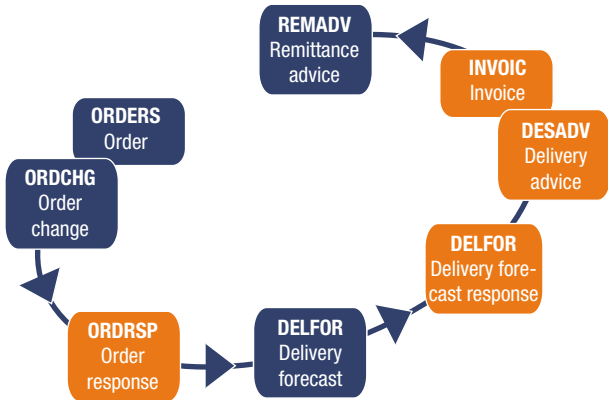 ORDERS
Order
ORDCHG
Order
change
ORDRSP
Order
response
DELFOR
Delivery
forecast
DELFOR
Delivery fore-
cast response
DESADV
Delivery
advice
INVOIC
Invoice
REMADV
Remittance
advice